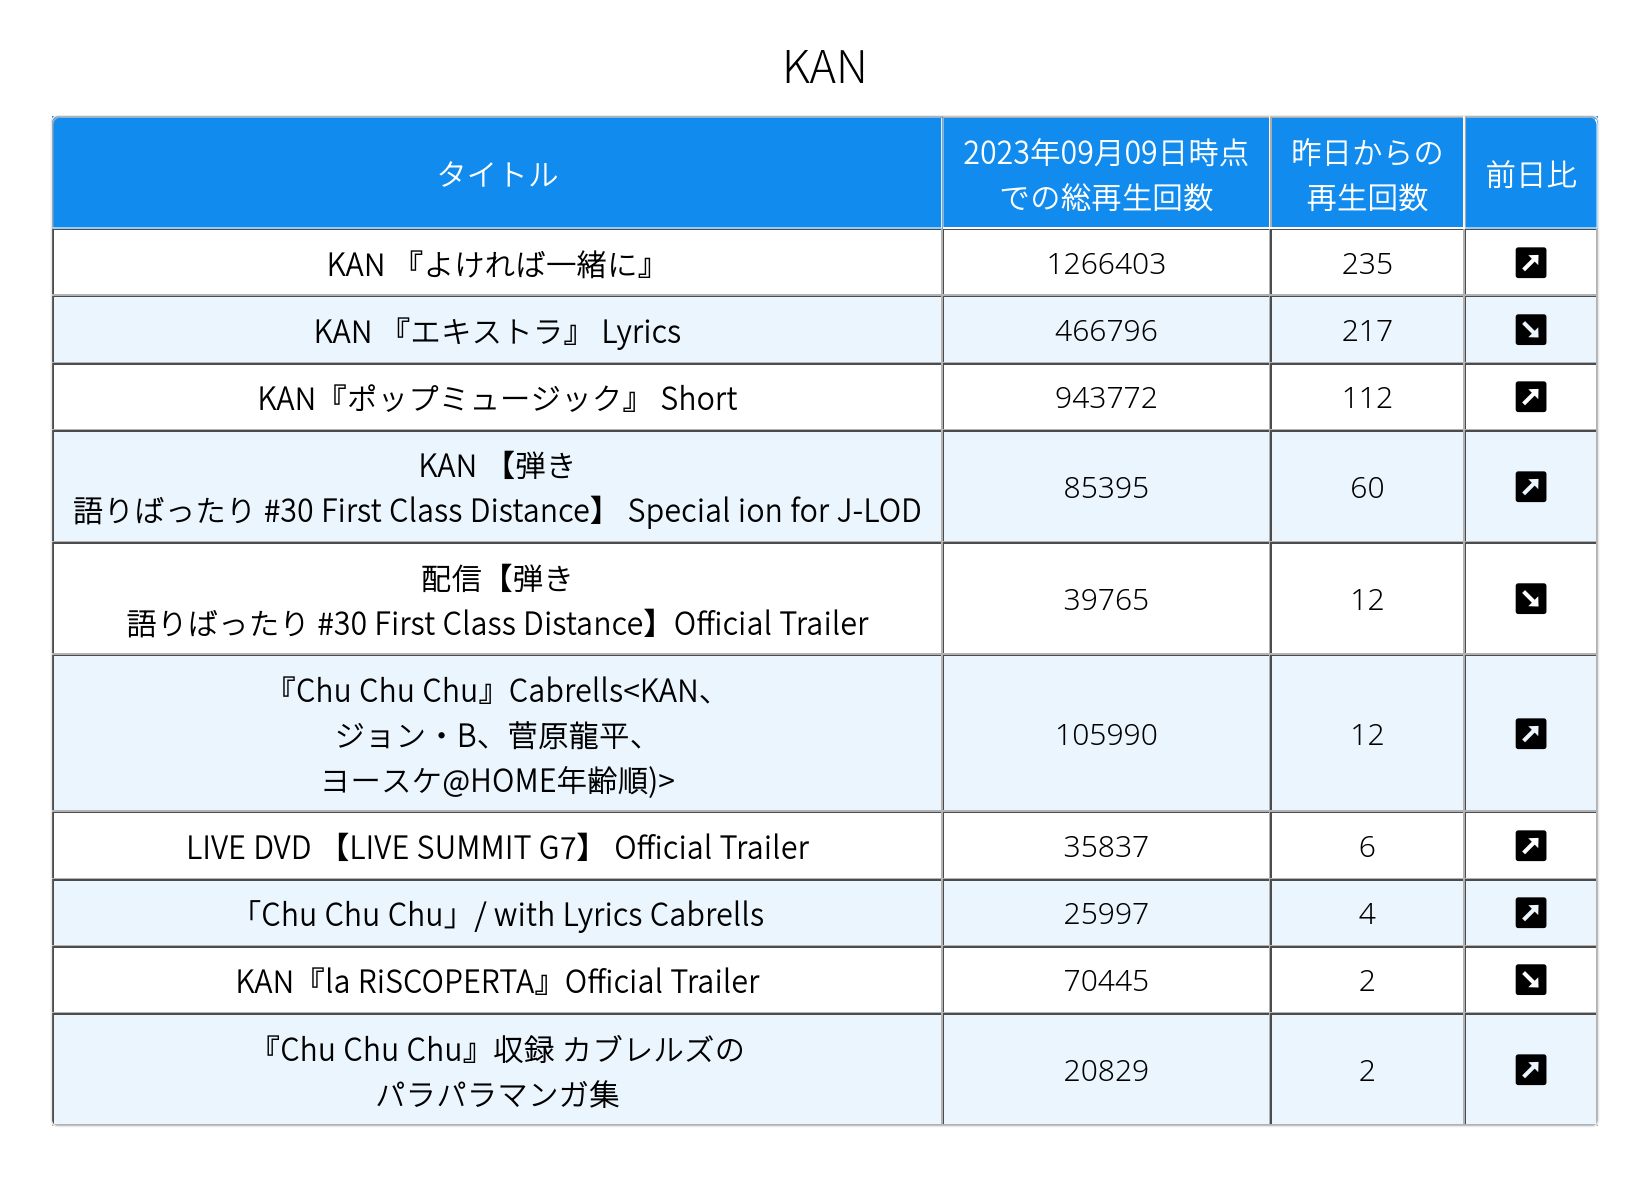 KAN
タイトル
2023年09月09日時点
での総再生回数
昨日からの
再生回数
前日比
KAN 『よければ一緒に』
1266403
235
KAN 『エキストラ』 Lyrics
466796
217
KAN『ポップミュージック』 Short
943772
112
KAN 【弾き
語りばったり #30 First Class Distance】 Special ion for J-LOD
85395
60
配信【弾き
語りばったり #30 First Class Distance】Official Trailer
39765
12
『Chu Chu Chu』Cabrells<KAN、
ジョン・B、菅原龍平、
ヨースケ@HOME年齢順)>
105990
12
LIVE DVD 【LIVE SUMMIT G7】 Official Trailer
35837
6
「Chu Chu Chu」/ with Lyrics Cabrells
25997
4
KAN『la RiSCOPERTA』Official Trailer
70445
2
『Chu Chu Chu』収録 カブレルズの
パラパラマンガ集
20829
2